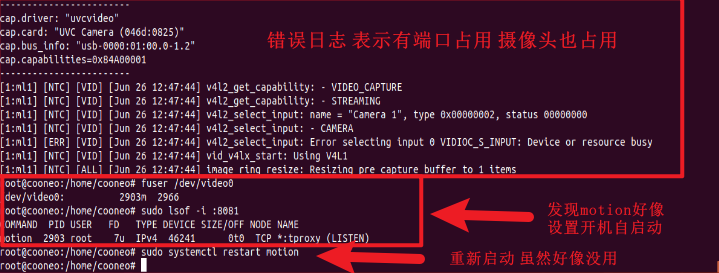 cap.driver: "uvcvideo"
cap.card: "UVC Camera (046d:0825)"
cap.bus_info: "usb-0000:01:00.0-1.2"
cap.capabilities=0x84A00001
------------------------
错误日志 表示有端口占用 摄像头也占用
[1:ml1] [NTC] [VID] [Jun 26 12:47:44] v4l2_get_capability: - VIDEO_CAPTURE
[1:ml1] [NTC] [VID] [Jun 26 12:47:44] v4l2_get_capability: - STREAMING
[1:ml1] [NTC] [VID] [Jun 26 12:47:44] v4l2_select_input: name = "Camera 1", type 0x00000002, status 00000000
[1:ml1] [NTC] [VID] [Jun 26 12:47:44] v4l2_select_input: - CAMERA
[1:ml1] [ERR] [VID] [Jun 26 12:47:44] v4l2_select_input: Error selecting input 0 VIDIOC_S_INPUT: Device or resource busy
[1:ml1] [NTC] [VID] [Jun 26 12:47:44] vid_v4lx_start: Using V4L1
[1:ml1] [NTC] [ALL] [Jun 26 12:47:44] image_ring_resize: Resizing pre_capture buffer to 1 items
root@cooneo:/home/cooneo# fuser /dev/video0
/dev/video0: 2903m 2966
root@cooneo:/home/cooneo# sudo lsof -i :8081
COMMAND PID USER FD TYPE DEVICE SIZE/OFF NODE NAME
motion 2903 root 7u IPv4 46241 0t0 TCP *:tproxy (LISTEN)
发现motion好像
设置开机自启动
root@cooneo:/home/cooneo# sudo systemctl restart motion
root@cooneo:/home/cooneo#
重新启动 虽然好像没用